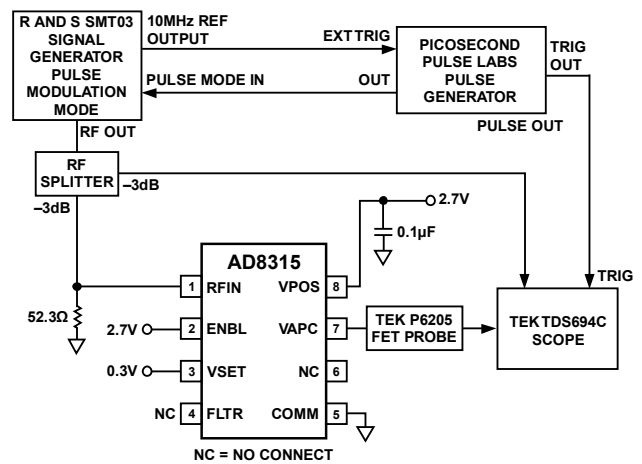 R AND S SMT03
SIGNAL
GENERATOR
PULSE
MODULATION
MODE
10MHz REF
OUTPUT
EXT TRIG
PULSE MODE IN
OUT
PICOSECOND
PULSE LABS
PULSE
GENERATOR
TRIG
OUT
PULSE OUT
RF OUT
RF
SPLITTER
–3dB
–3dB
2.7V
0.1µF
AD8315
1 RFIN
VPOS 8
52.3Ω
2.7V
2 ENBL
VAPC 7
TEK P6205
FET PROBE
TRIG
TEK TDS694C
SCOPE
0.3V
3 VSET
NC 6
NC
4 FLTR
COMM 5
NC = NO CONNECT